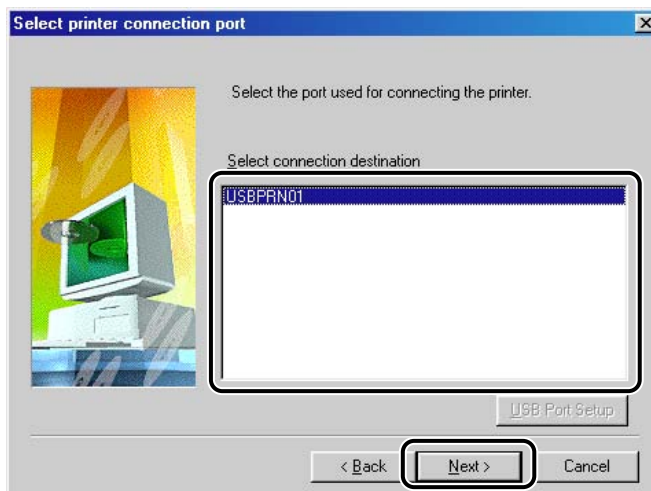 Select printer connection port
Select the port used for connecting the printer.
Select connection destination
USBPRN01
USB Port Setup
< Back
Next >
Cancel